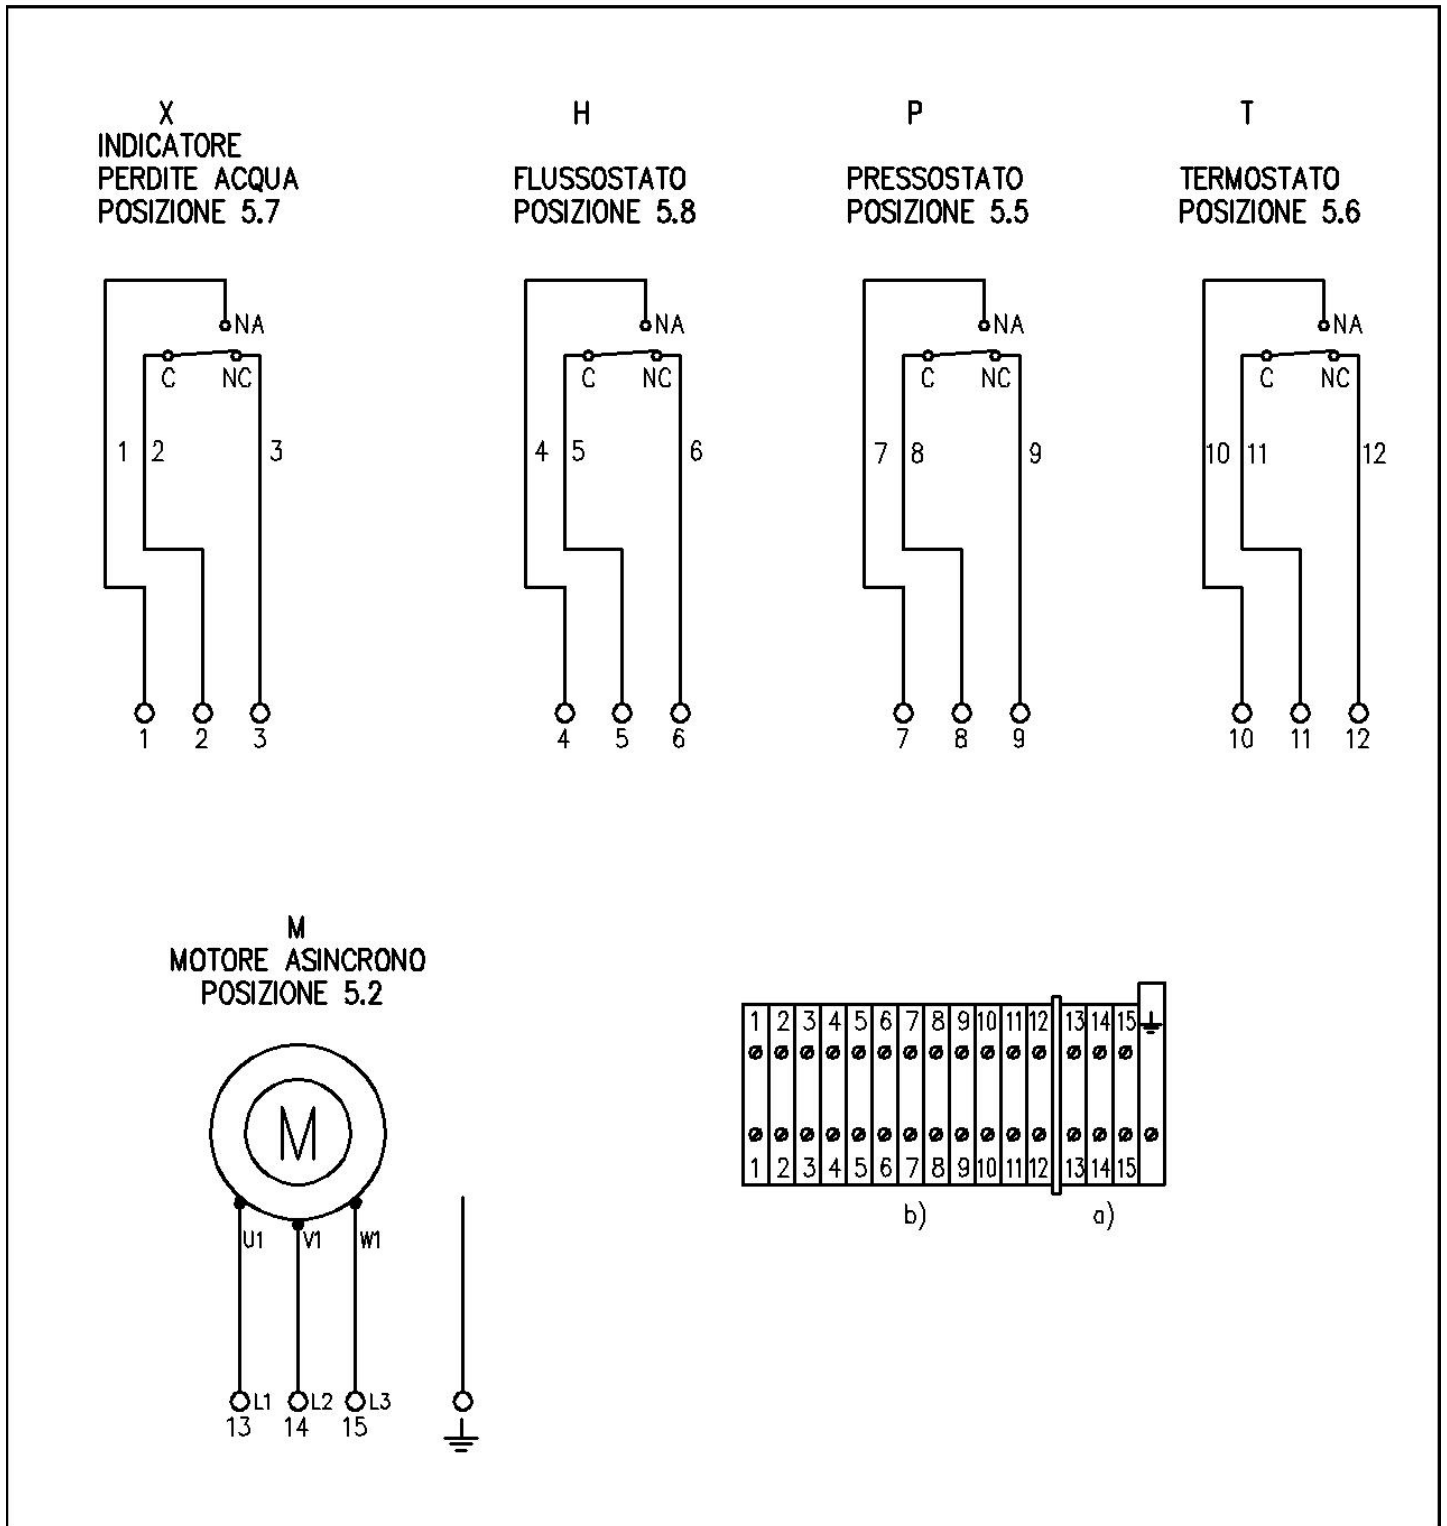 X
INDICATORE
PERDITE ACQUA
POSIZIONE 5.7
H
FLUSSOSTATO
POSIZIONE 5.8
P
PRESSOSTATO
POSIZIONE 5.5
T
TERMOSTATO
POSIZIONE 5.6
NA
C NC
1 2 3
1 2 3
NA
C NC
4 5 6
4 5 6
NA
C NC
7 8 9
7 8 9
NA
C NC
10 11 12
10 11 12
M
MOTORE ASINCRONO
POSIZIONE 5.2
M
U1 V1 W1
L1 L2 L3
13 14 15
1 2 3 4 5 6 7 8 9 10 11 12 13 14 15
1 2 3 4 5 6 7 8 9 10 11 12 13 14 15
b) a)